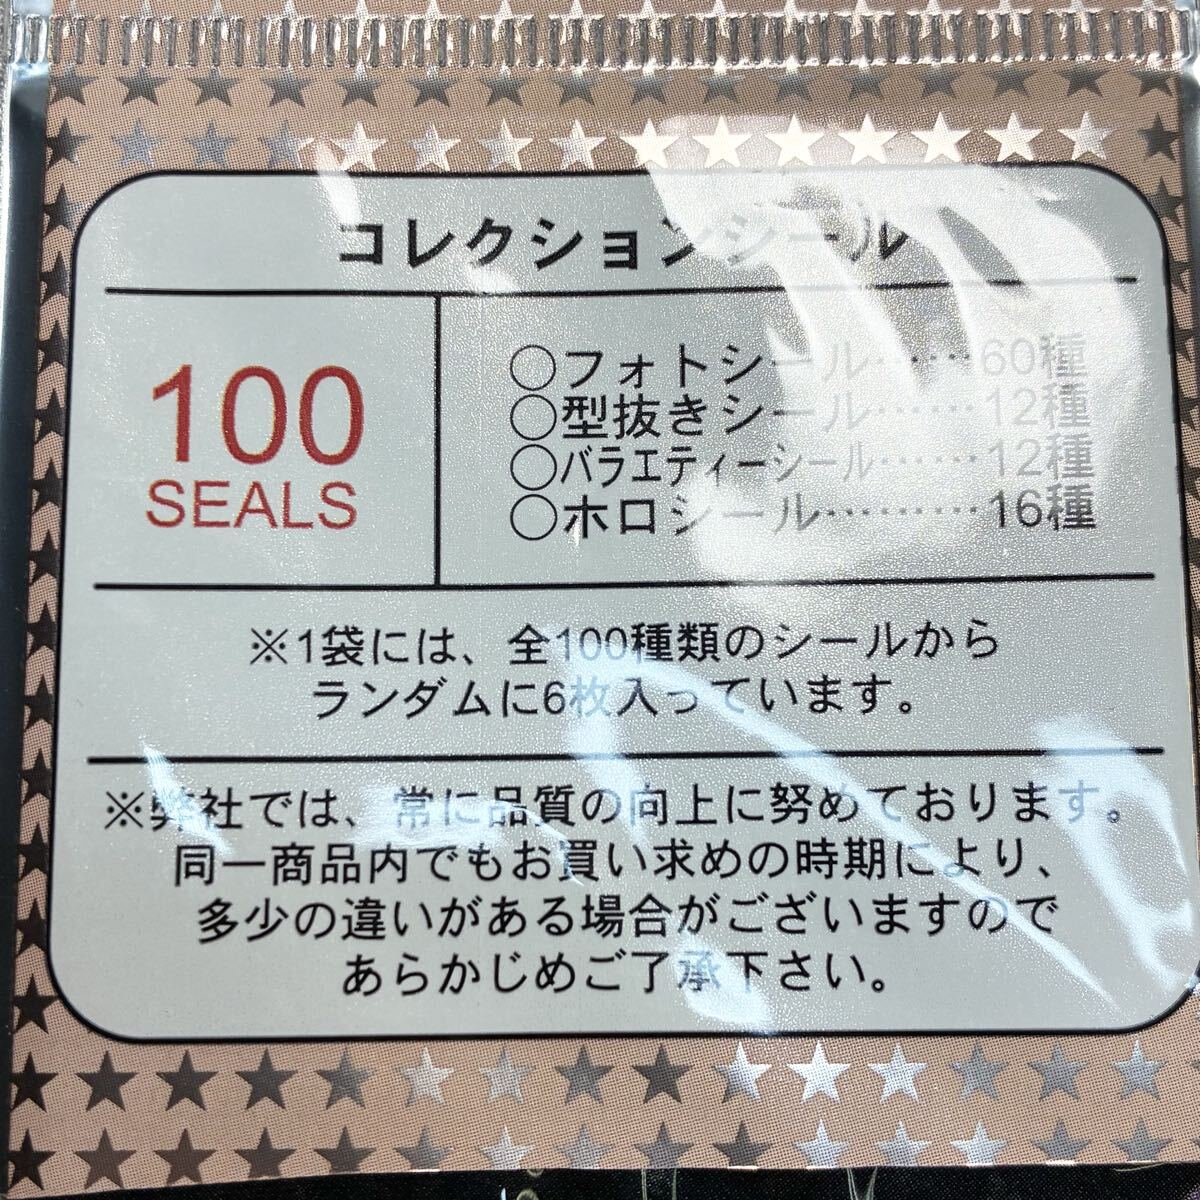 コレクションシール
100
SEALS
○フォトシール……60種
○型抜きシール……12種
○バラエティーシール……12種
○ホロシール………16種
※1袋には、全100種類のシールから
ランダムに6枚入っています。
※弊社では、常に品質の向上に努めております。
同一商品内でもお買い求めの時期により、
多少の違いがある場合がございますので
あらかじめご了承下さい。